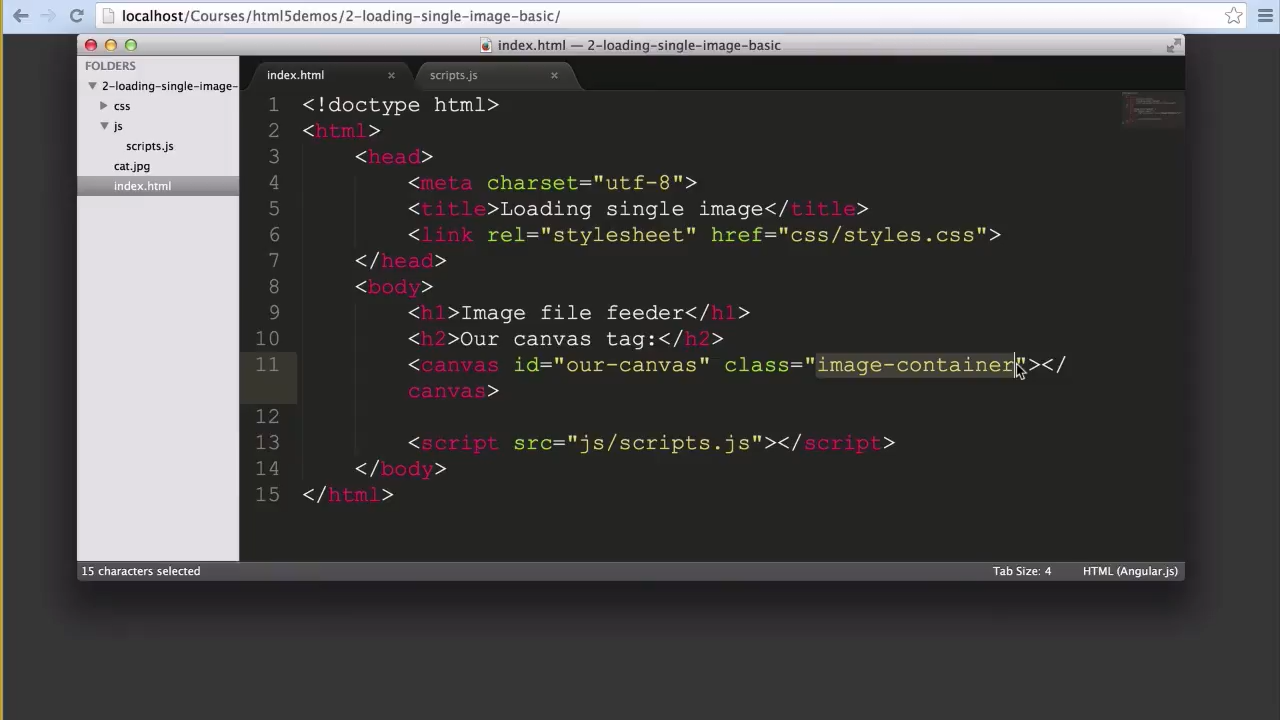 localhost/Courses/html5demos/2-loading-single-image-basic/
index.html — 2-loading-single-image-basic
FOLDERS
2-loading-single-image-
css
js
scripts.js
cat.jpg
index.html
index.html ×
scripts.js ×
1 <!doctype html>
2 <html>
3 <head>
4 <meta charset="utf-8">
5 <title>Loading single image</title>
6 <link rel="stylesheet" href="css/styles.css">
7 </head>
8 <body>
9 <h1>Image file feeder</h1>
10 <h2>Our canvas tag:</h2>
11 <canvas id="our-canvas" class="image-container"></
canvas>
12
13 <script src="js/scripts.js"></script>
14 </body>
15 </html>
15 characters selected
Tab Size: 4
HTML (Angular.js)